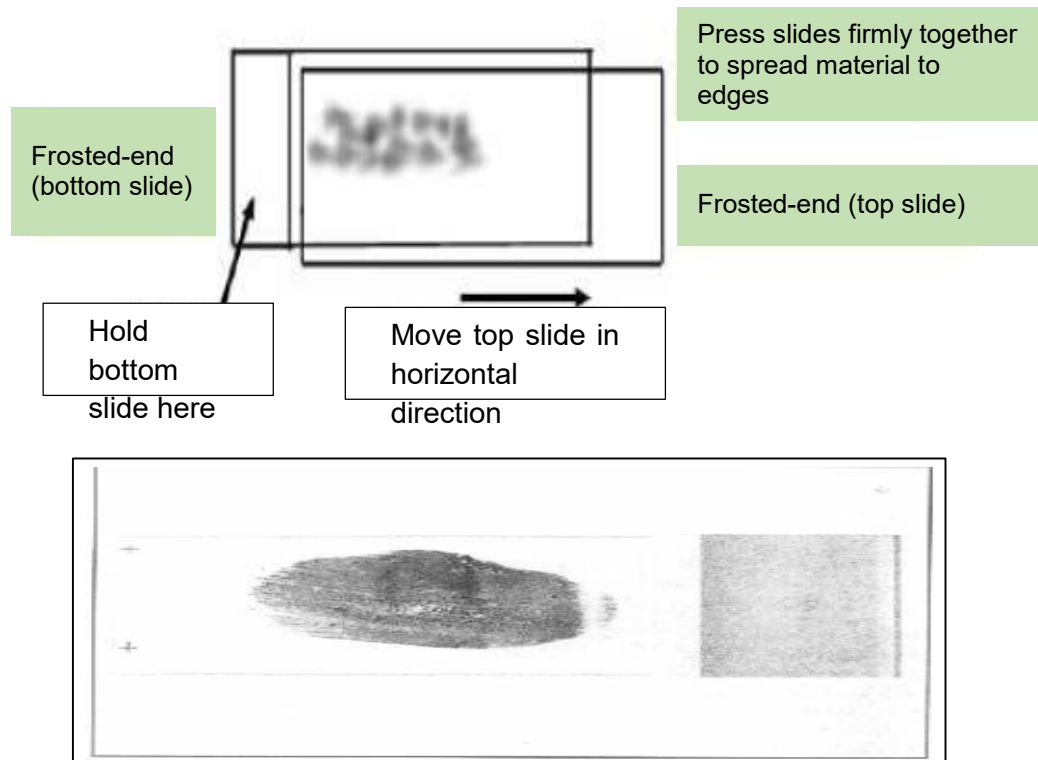 Press slides firmly together
to spread material to
edges
Frosted-end
(bottom slide)
Frosted-end (top slide)
Hold
bottom
slide here
Move top slide in
horizontal
direction